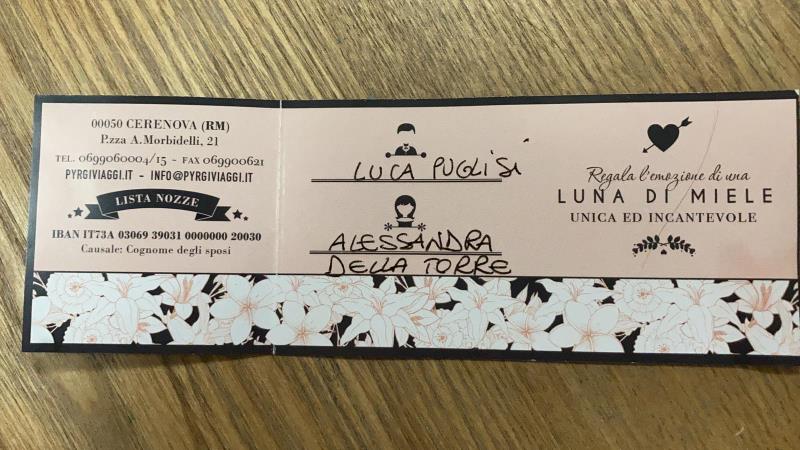 00050 CERENOVA (RM)
P.zza A.Morbidelli, 21
TEL. 0699060004/15 - FAX 069900621
PYRGIVIAGGI.IT - INFO@PYRGIVIAGGI.IT
LISTA NOZZE
IBAN IT73A 03069 39031 0000000 20030
Causale: Cognome degli sposi
LUCA PUGLISI
ALESSANDRA
DELLA TORRE
Regala l'emozione di una
LUNA DI MIELE
UNICA ED INCANTEVOLE